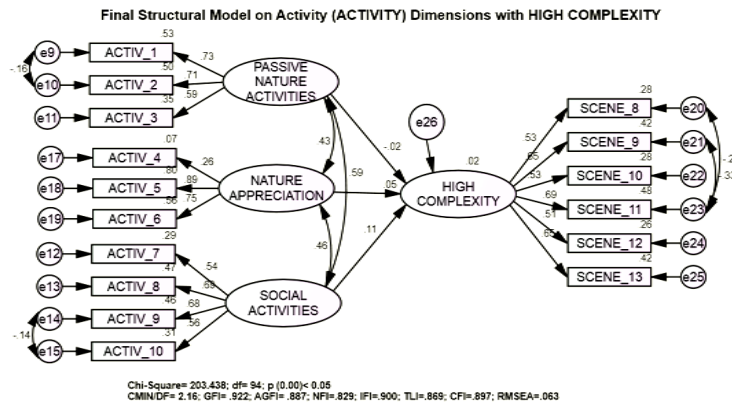 Final Structural Model on Activity (ACTIVITY) Dimensions with HIGH COMPLEXITY
.53
e9 ACTIV_1 .73
-.16 .50
e10 ACTIV_2 .71
.35
e11 ACTIV_3 .59
PASSIVE
NATURE
ACTIVITIES
.07
e17 ACTIV_4 .26
.80
e18 ACTIV_5 .89
.56
e19 ACTIV_6 .75
NATURE
APPRECIATION
.29
e12 ACTIV_7 .54
.47
e13 ACTIV_8
.46
e14 ACTIV_9 .68
-.14 .31
e15 ACTIV_10 .56
SOCIAL
ACTIVITIES
.43
.59
.46
-.02
.05
.11
e26
.02
HIGH
COMPLEXITY
.28
.53 SCENE_8 e20
.42
.65 SCENE_9 e21
.28
.53 SCENE_10 e22
.48
.69 SCENE_11 e23
.26
.51 SCENE_12 e24
.42
.65 SCENE_13 e25
Chi-Square= 203.438; df= 94; p (0.00)< 0.05
CMIN/DF= 2.16; GFI= .922; AGFI= .887; NFI=.829; IFI=.900; TLI=.869; CFI=.897; RMSEA=.063